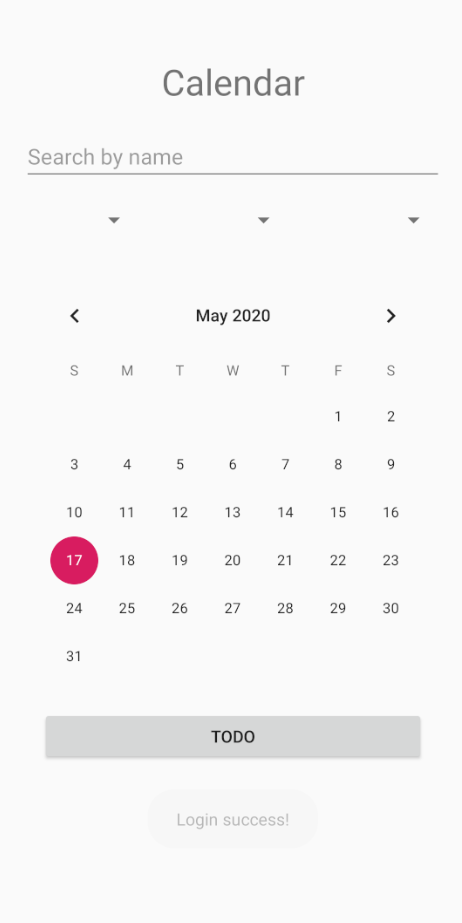 Calendar
Search by name
May 2020
S M T W T F S
1 2
3 4 5 6 7 8 9
10 11 12 13 14 15 16
17 18 19 20 21 22 23
24 25 26 27 28 29 30
31
TODO
Login success!